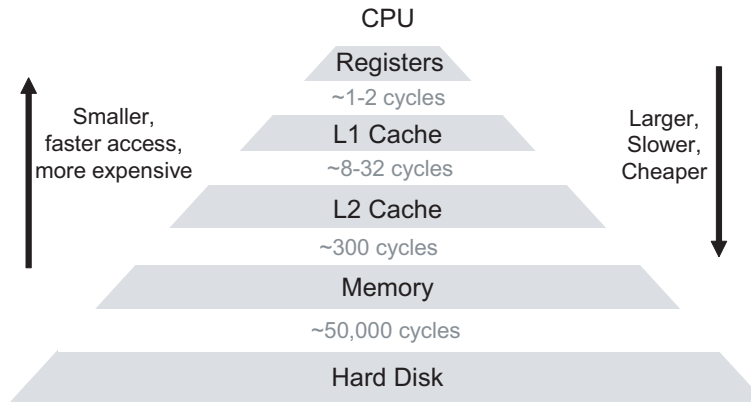 CPU
Registers
~1-2 cycles
Smaller,
faster access,
more expensive
L1 Cache
Larger,
Slower,
Cheaper
~8-32 cycles
L2 Cache
~300 cycles
Memory
~50,000 cycles
Hard Disk